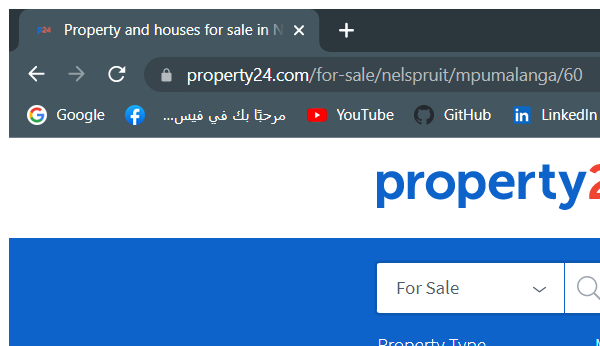 Property and houses for sale in N
property24.com/for-sale/nelspruit/mpumalanga/60
Google مرحبًا بك في فيس... YouTube GitHub LinkedIn
property2
For Sale
Property Type